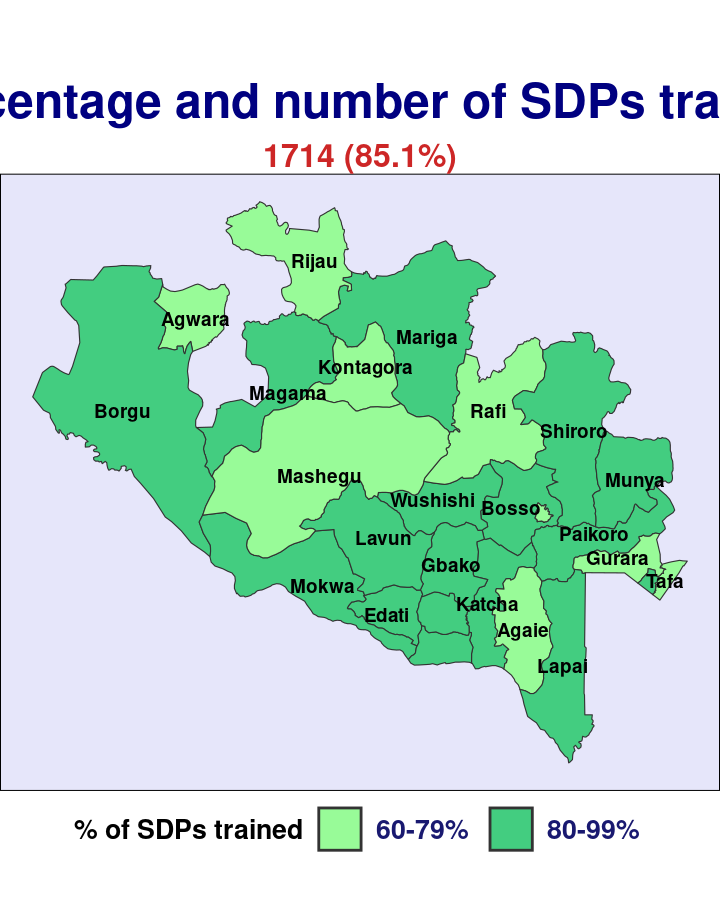 centage and number of SDPs tra
1714 (85.1%)
Rijau
Agwara
Mariga
Kontagora
Magama
Borgu
Rafi
Shiroro
Mashegu
Munya
Wushishi
Bosso
Paikoro
Lavun
Gurara
Gbako
Tafa
Mokwa
Katcha
Edati
Agaie
Lapai
% of SDPs trained
60-79%
80-99%